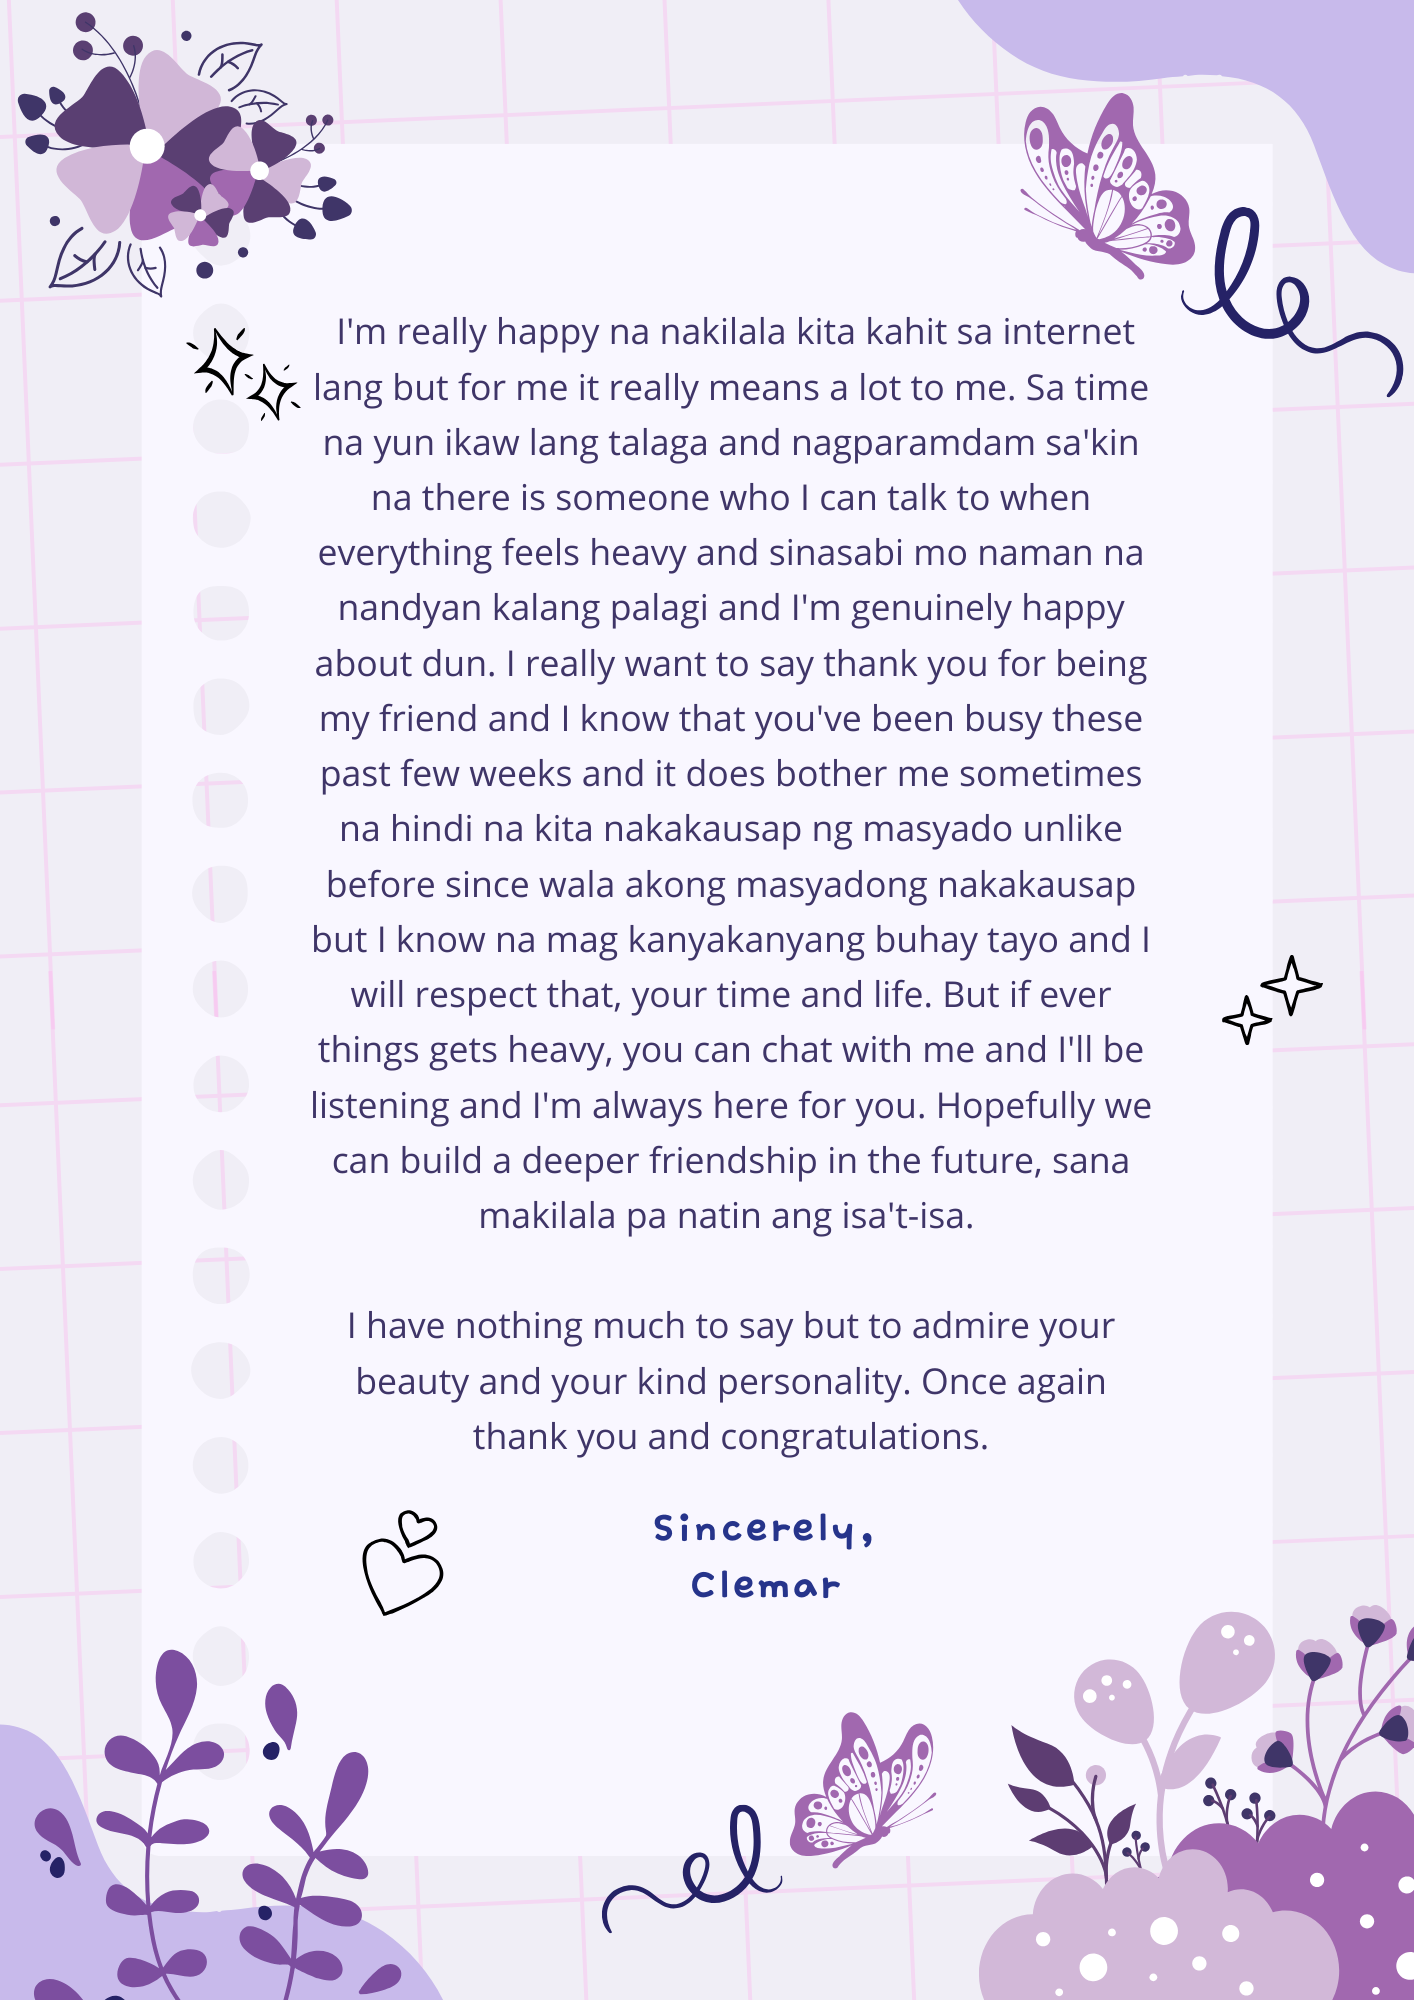 I'm really happy na nakilala kita kahit sa internet
lang but for me it really means a lot to me. Sa time
na yun ikaw lang talaga and nagparamdam sa'kin
na there is someone who I can talk to when
everything feels heavy and sinasabi mo naman na
nandyan kalang palagi and I'm genuinely happy
about dun. I really want to say thank you for being
my friend and I know that you've been busy these
past few weeks and it does bother me sometimes
na hindi na kita nakakausap ng masyado unlike
before since wala akong masyadong nakakausap
but I know na mag kanyakanyang buhay tayo and I
will respect that, your time and life. But if ever
things gets heavy, you can chat with me and I'll be
listening and I'm always here for you. Hopefully we
can build a deeper friendship in the future, sana
makilala pa natin ang isa't-isa.
I have nothing much to say but to admire your
beauty and your kind personality. Once again
thank you and congratulations.
Sincerely,
Clemar